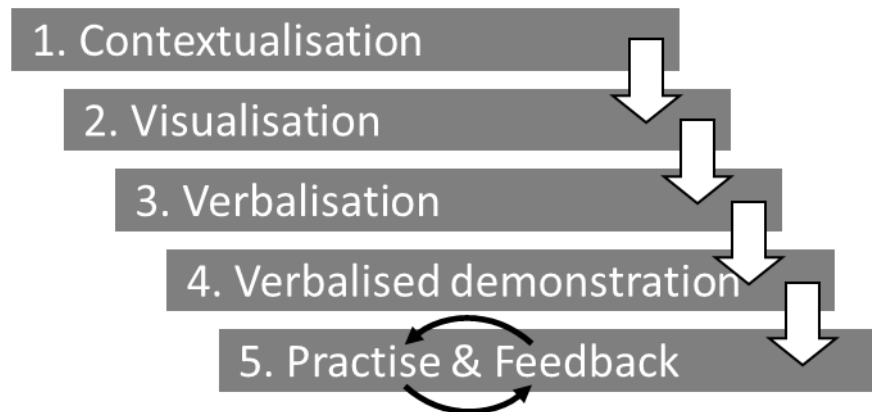 1. Contextualisation
2. Visualisation
3. Verbalisation
4. Verbalised demonstration
5. Practise & Feedback